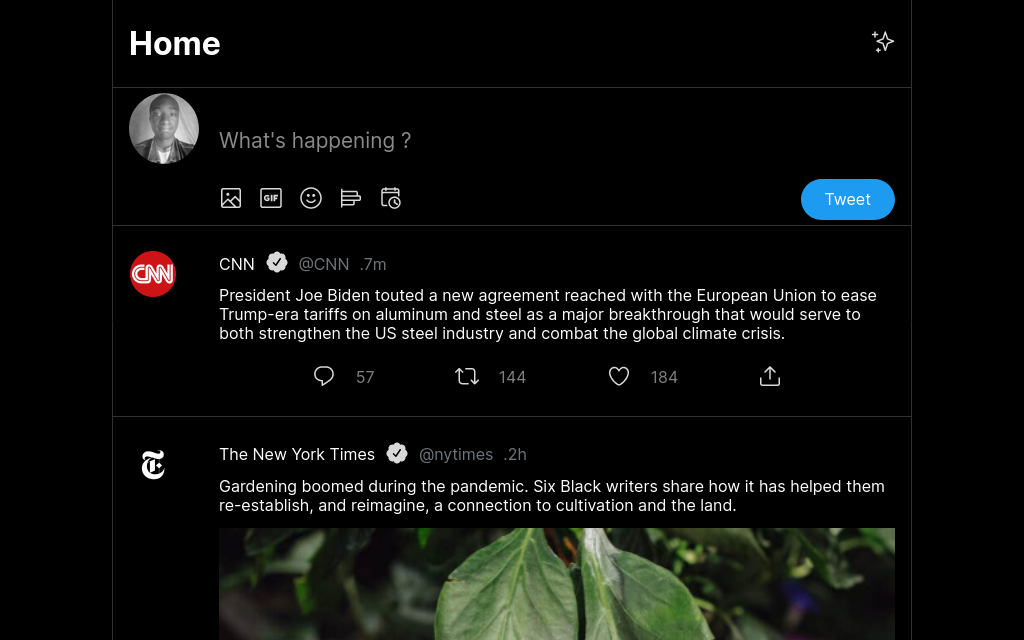 Home
What's happening ?
GIF
Tweet
CNN
CNN @CNN .7m
President Joe Biden touted a new agreement reached with the European Union to ease
Trump-era tariffs on aluminum and steel as a major breakthrough that would serve to
both strengthen the US steel industry and combat the global climate crisis.
57 144 184
T
The New York Times @nytimes .2h
Gardening boomed during the pandemic. Six Black writers share how it has helped them
re-establish, and reimagine, a connection to cultivation and the land.